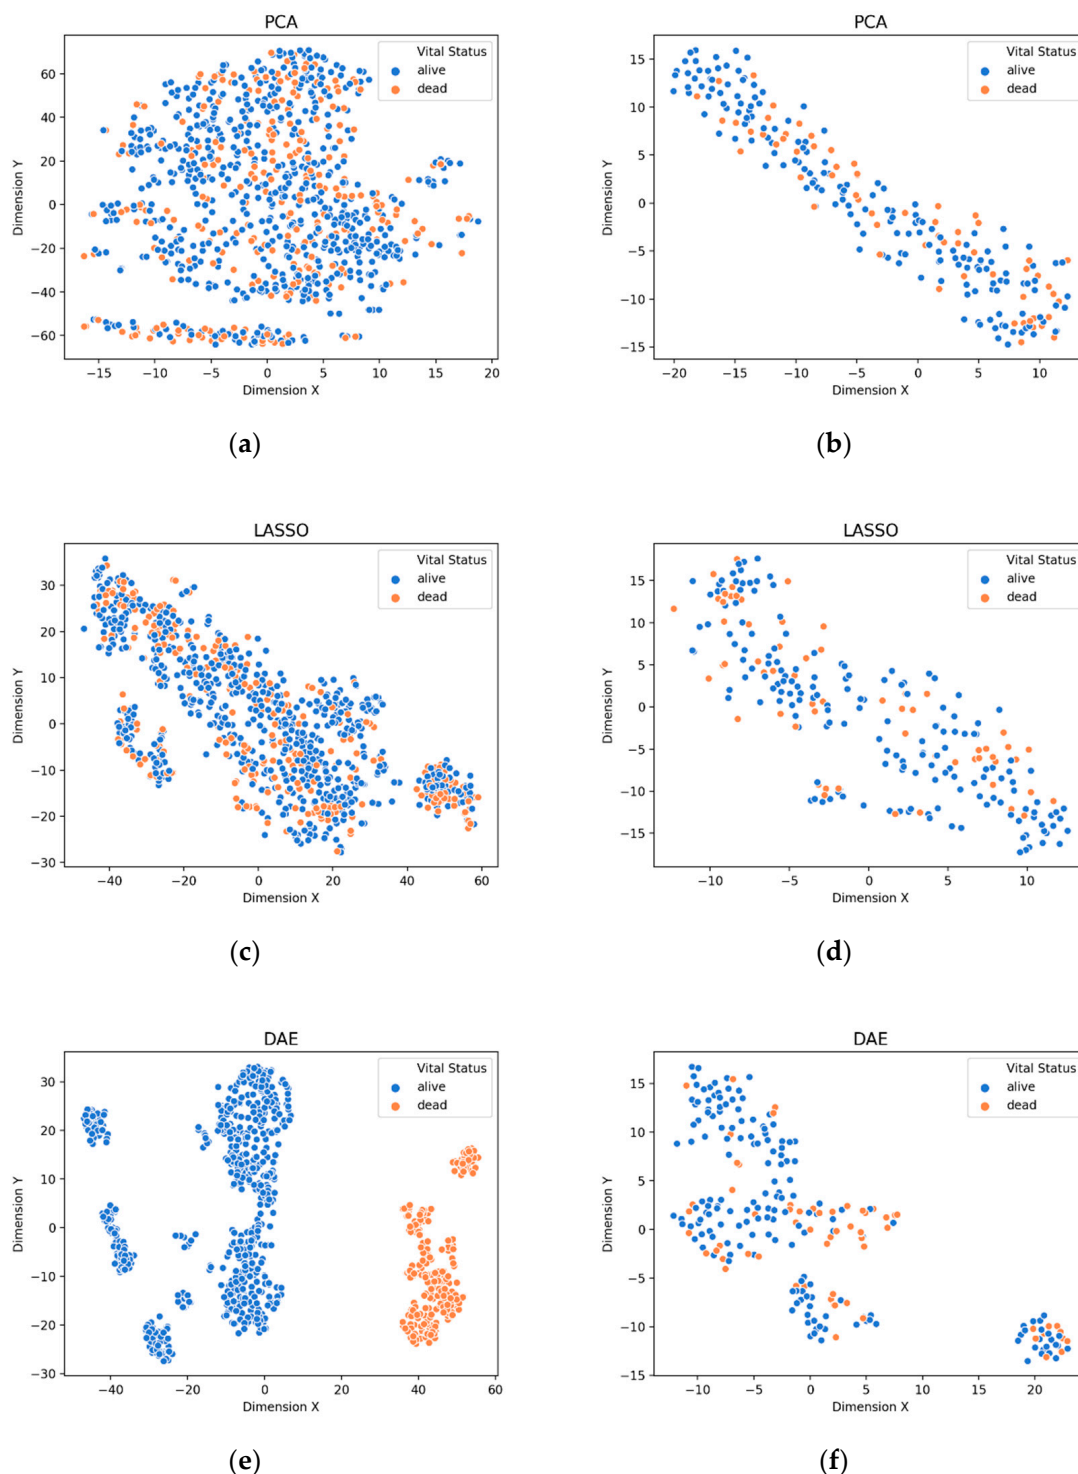 PCA
Vital Status
alive
dead
60
40
20
0
−20
−40
−60
Dimension Y
−15
−10
−5
0
5
10
15
20
Dimension X
(a)
PCA
Vital Status
alive
dead
15
10
5
0
−5
−10
−15
Dimension Y
−20
−15
−10
−5
0
5
10
Dimension X
(b)
LASSO
Vital Status
alive
dead
30
20
10
0
−10
−20
−30
Dimension Y
−40
−20
0
20
40
60
Dimension X
(c)
LASSO
Vital Status
alive
dead
15
10
5
0
−5
−10
−15
Dimension Y
−10
−5
0
5
10
Dimension X
(d)
DAE
Vital Status
alive
dead
30
20
10
0
−10
−20
−30
Dimension Y
−40
−20
0
20
40
60
Dimension X
(e)
DAE
Vital Status
alive
dead
15
10
5
0
−5
−10
−15
Dimension Y
−10
−5
0
5
10
15
20
Dimension X
(f)